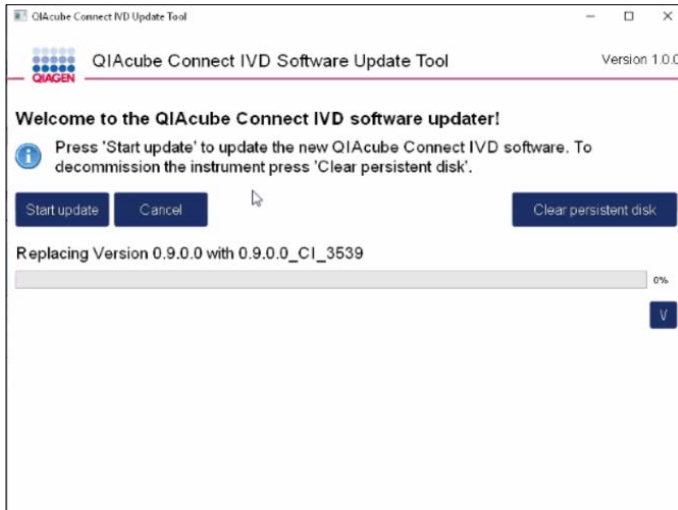 QIAcube Connect IVD Update Tool
QIAGEN
QIAcube Connect IVD Software Update Tool
Version 1.0.0
Welcome to the QIAcube Connect IVD software updater!
Press 'Start update' to update the new QIAcube Connect IVD software. To
decommission the instrument press 'Clear persistent disk'.
Start update
Cancel
Clear persistent disk
Replacing Version 0.9.0.0 with 0.9.0.0_CI_3539
0%
V